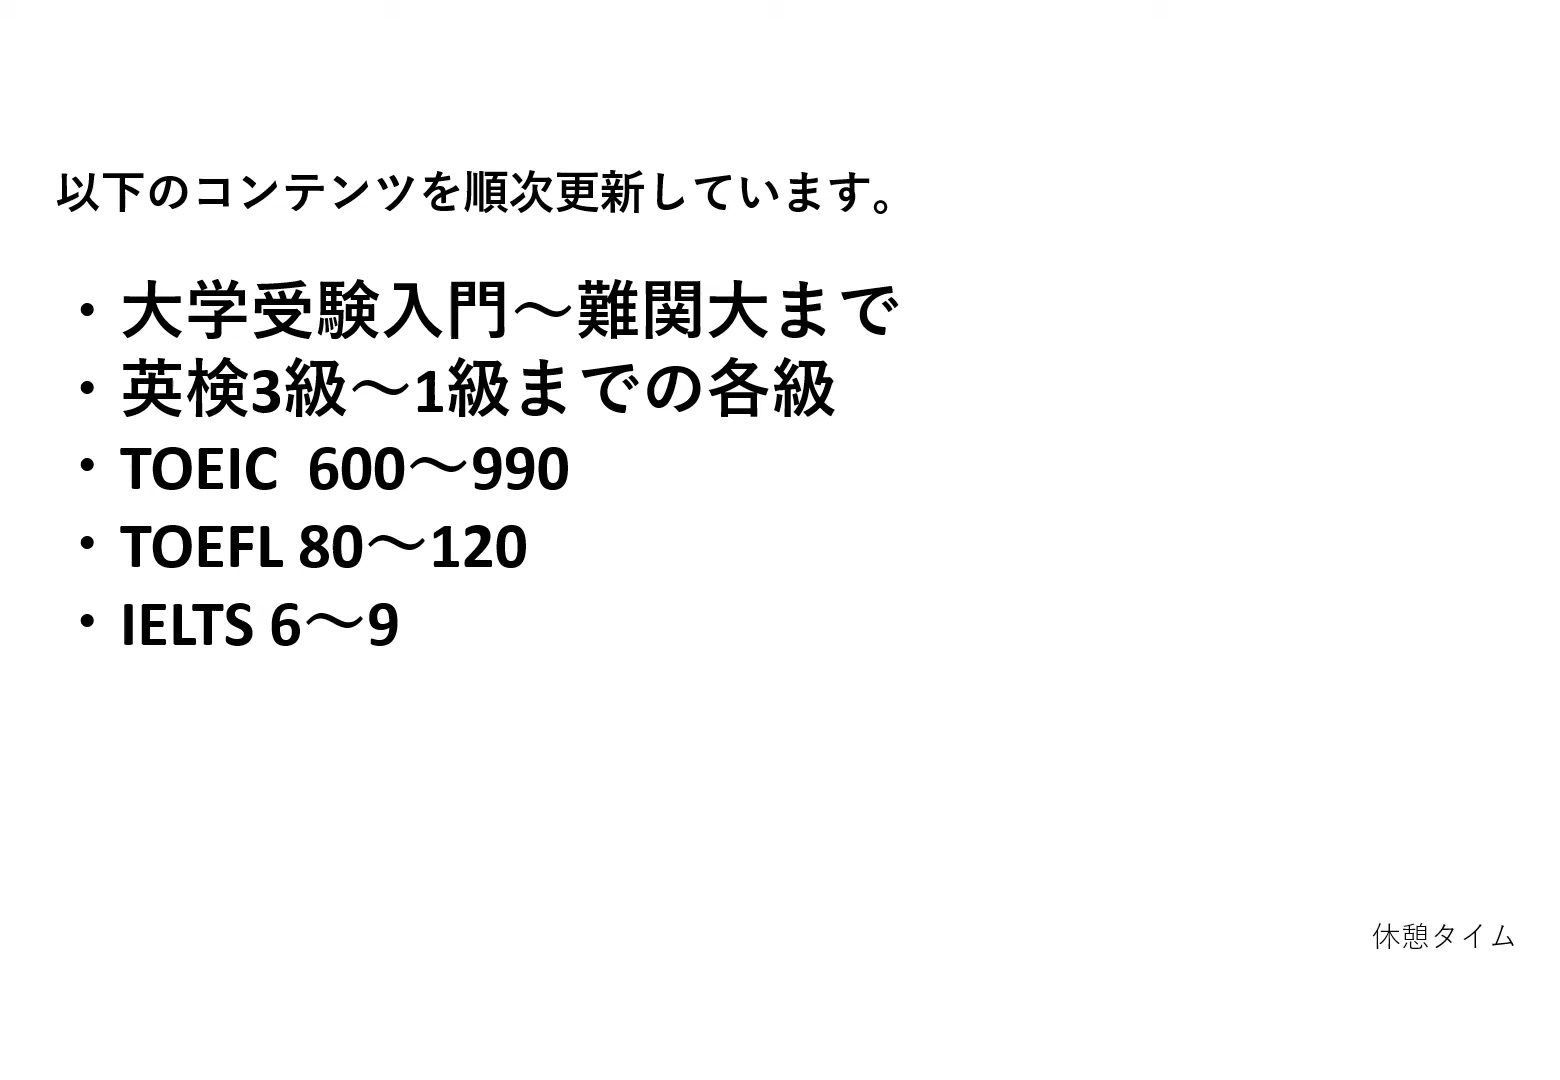 以下のコンテンツを順次更新しています。
・大学受験入門～難関大まで
・英検3級～1級までの各級
・TOEIC  600～990
・TOEFL 80～120
・IELTS 6～9
休憩タイム